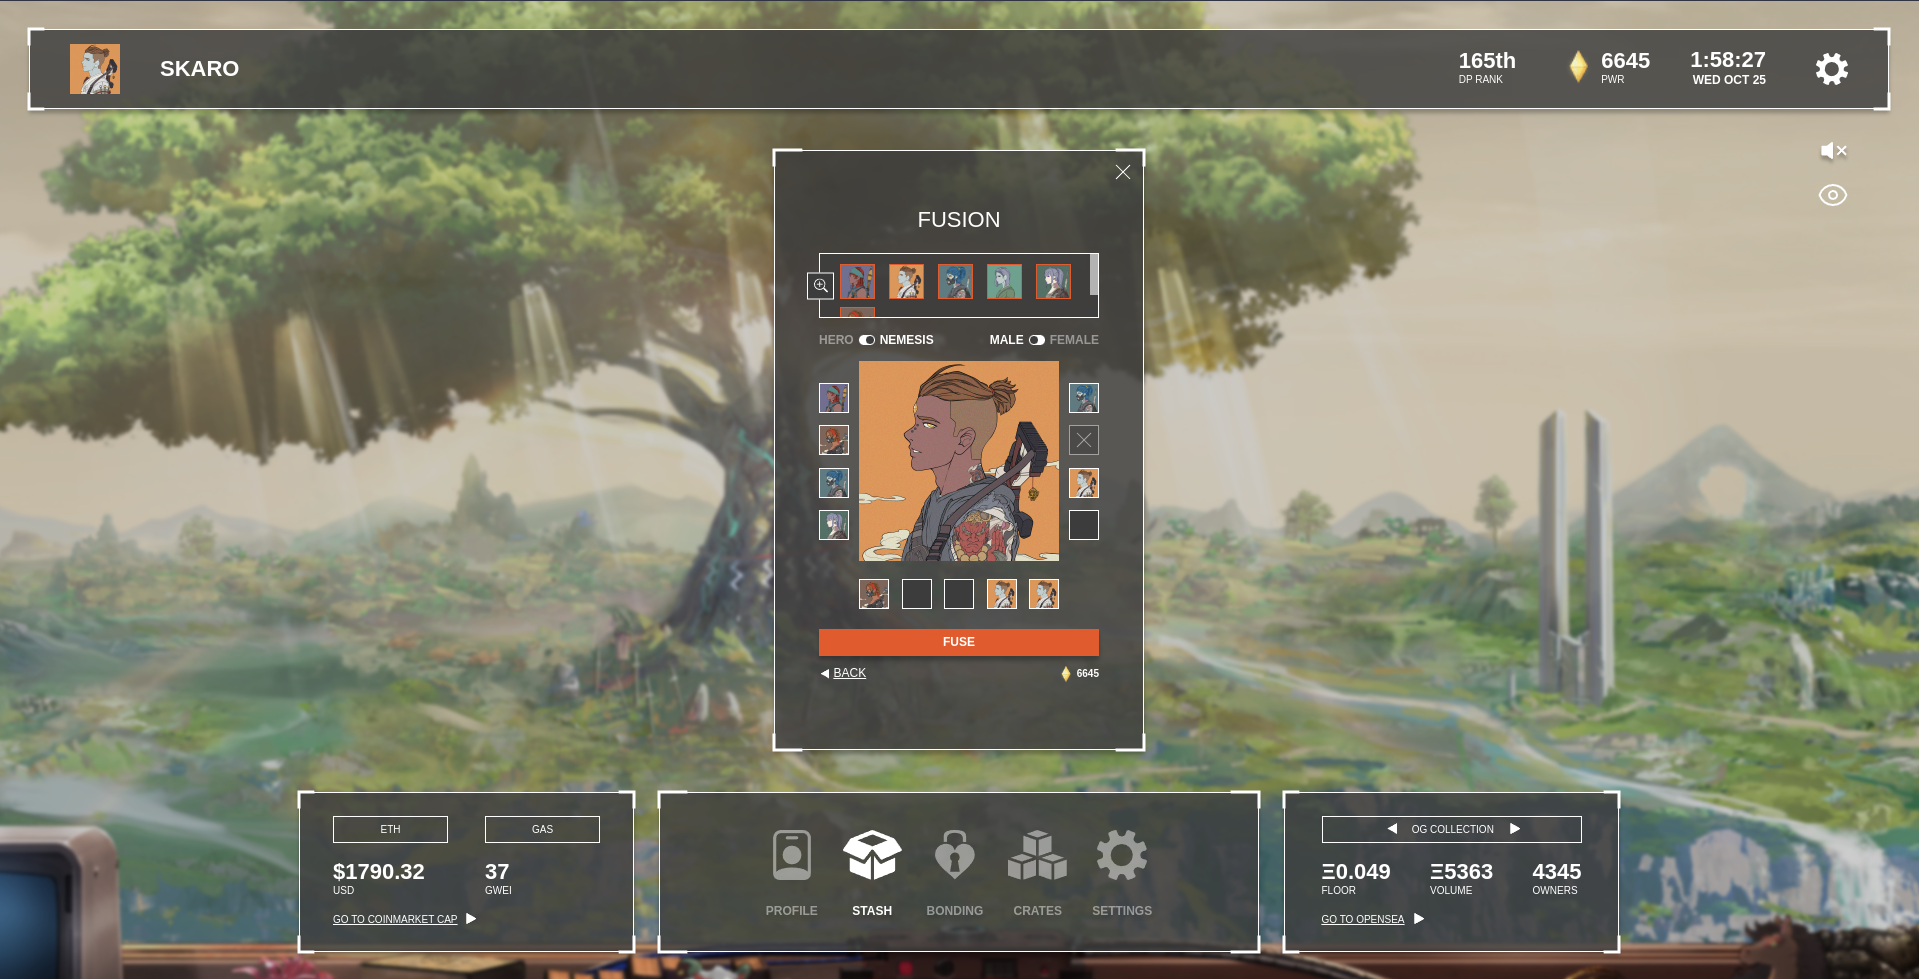 SKARO
165th
DP RANK
6645
PWR
1:58:27
WED OCT 25
FUSION
HERO NEMESIS
MALE FEMALE
FUSE
BACK
6645
ETH
GAS
$1790.32
USD
37
GWEI
GO TO COINMARKET CAP
PROFILE
STASH
BONDING
CRATES
SETTINGS
OG COLLECTION
Ξ0.049
FLOOR
Ξ5363
VOLUME
4345
OWNERS
GO TO OPENSEA